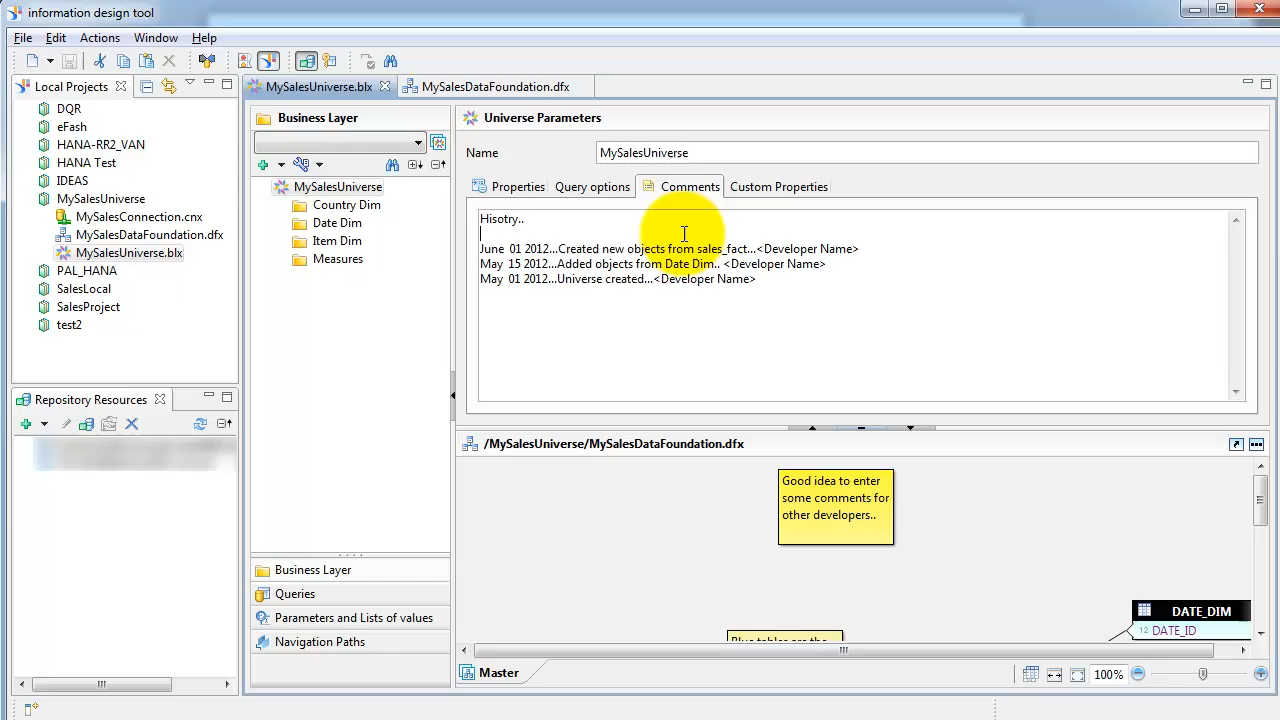 information design tool
File Edit Actions Window Help
Local Projects
DQR
eFash
HANA-RR2_VAN
HANA Test
IDEAS
MySalesUniverse
MySalesConnection.cnx
MySalesDataFoundation.dfx
MySalesUniverse.blx
PAL_HANA
SalesLocal
SalesProject
test2
Repository Resources
MySalesUniverse.blx
MySalesDataFoundation.dfx
Business Layer
MySalesUniverse
Country Dim
Date Dim
Item Dim
Measures
Business Layer
Queries
Parameters and Lists of values
Navigation Paths
Universe Parameters
Name MySalesUniverse
Properties Query options Comments Custom Properties
Hisotry..
June 01 2012...Created new objects from sales_fact...<Developer Name>
May 15 2012...Added objects from Date Dim.. <Developer Name>
May 01 2012...Universe created...<Developer Name>
/MySalesUniverse/MySalesDataFoundation.dfx
Good idea to enter
some comments for
other developers..
Blue tables are the
DATE_DIM
12 DATE_ID
Master
100%